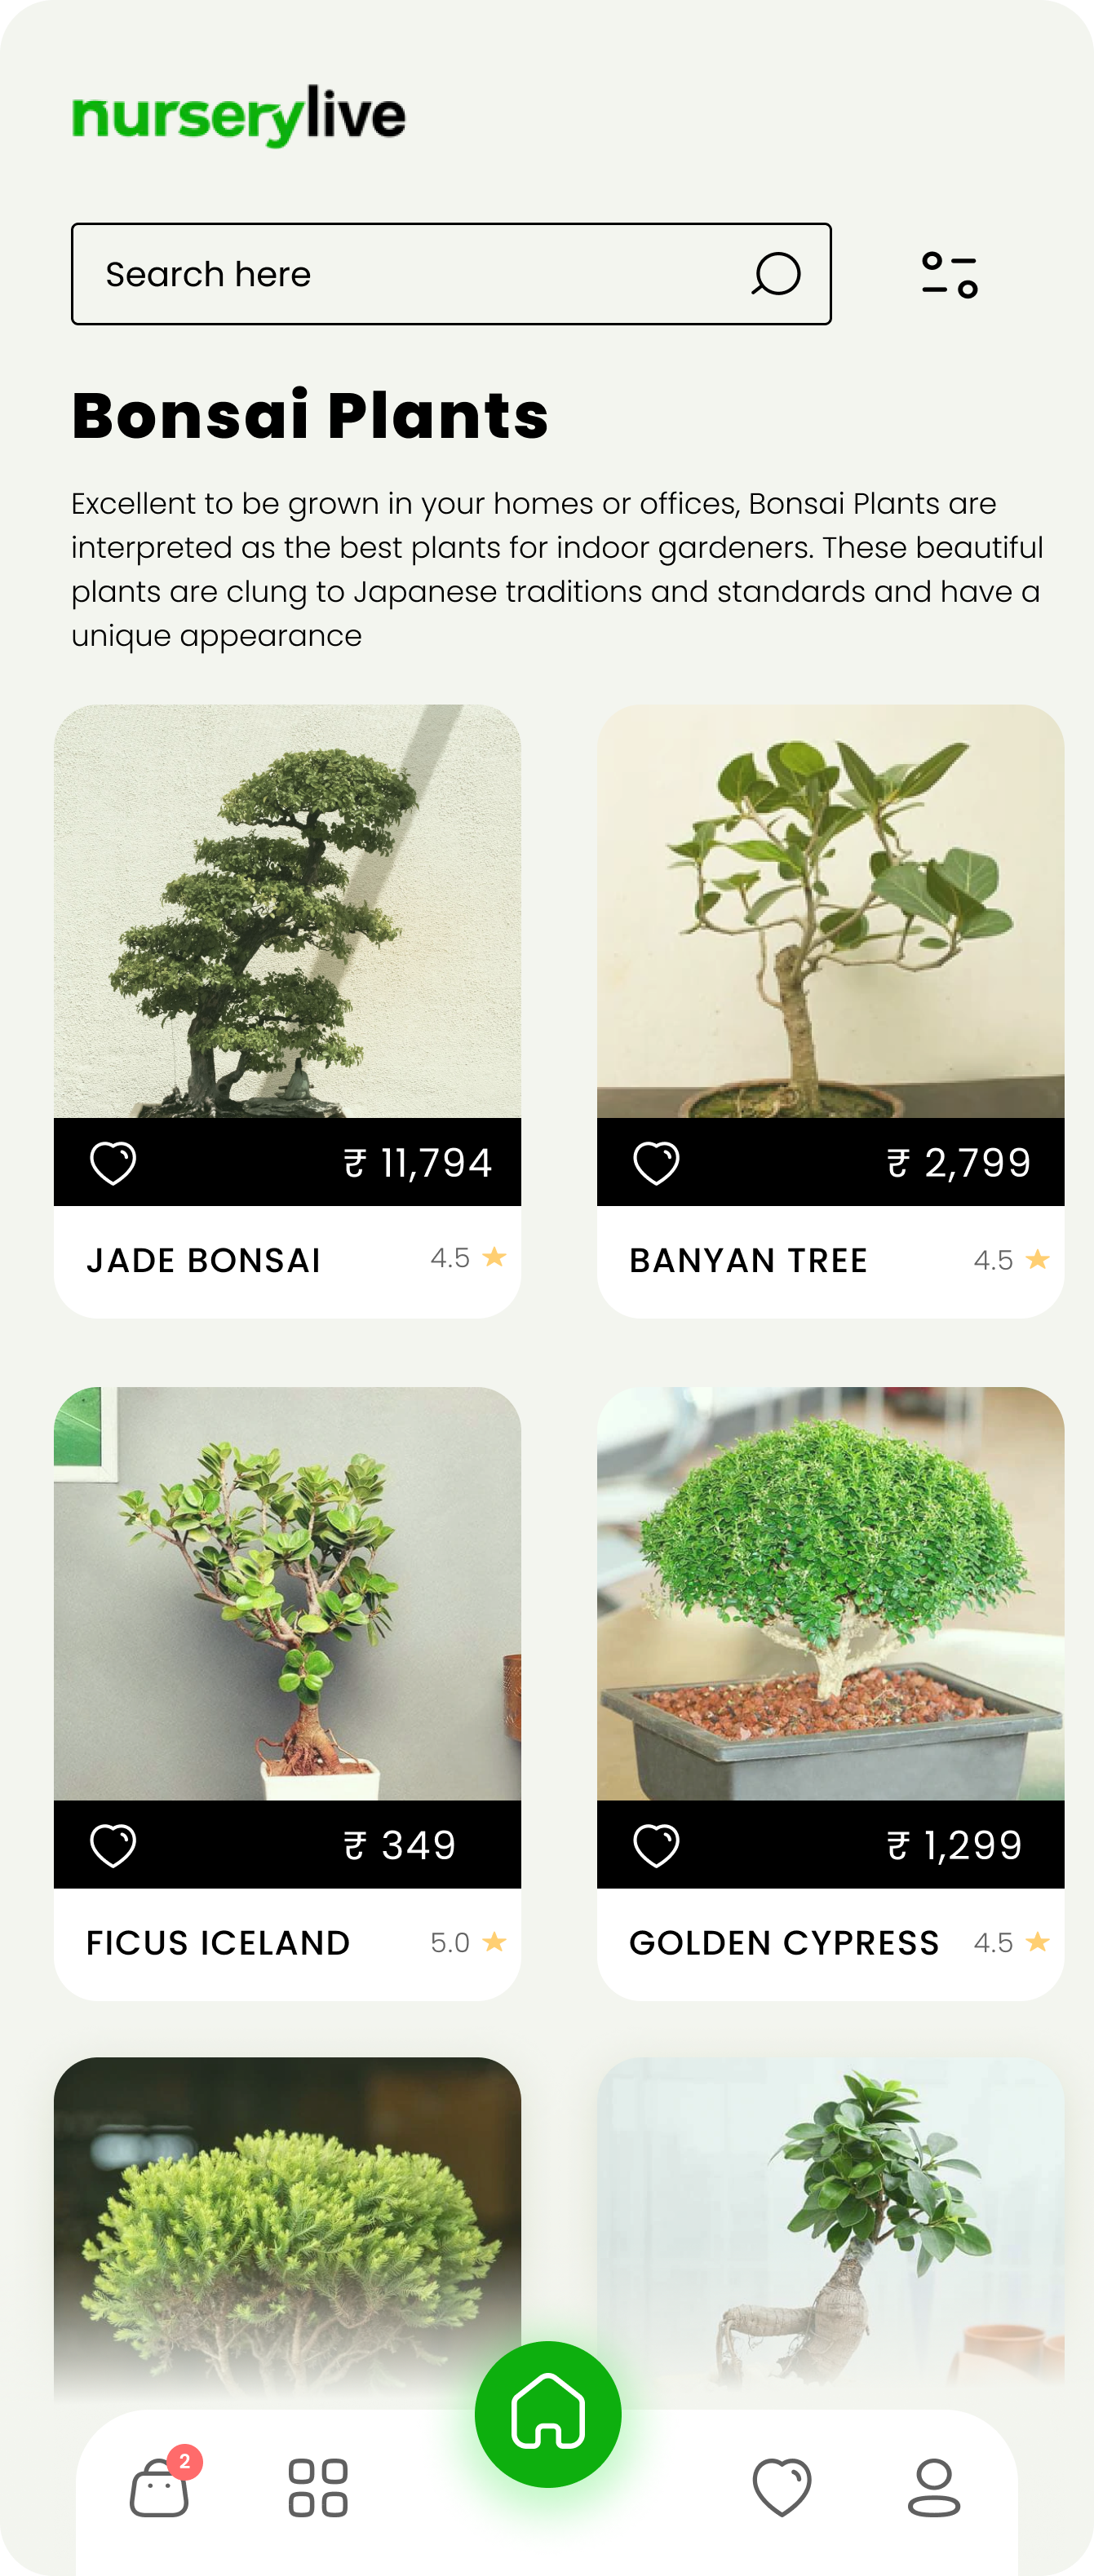 nurserylive
Search here
Bonsai Plants
Excellent to be grown in your homes or offices, Bonsai Plants are
interpreted as the best plants for indoor gardeners. These beautiful
plants are clung to Japanese traditions and standards and have a
unique appearance
₹ 11,794
JADE BONSAI 4.5
₹ 2,799
BANYAN TREE 4.5
₹ 349
FICUS ICELAND 5.0
₹ 1,299
GOLDEN CYPRESS 4.5
2